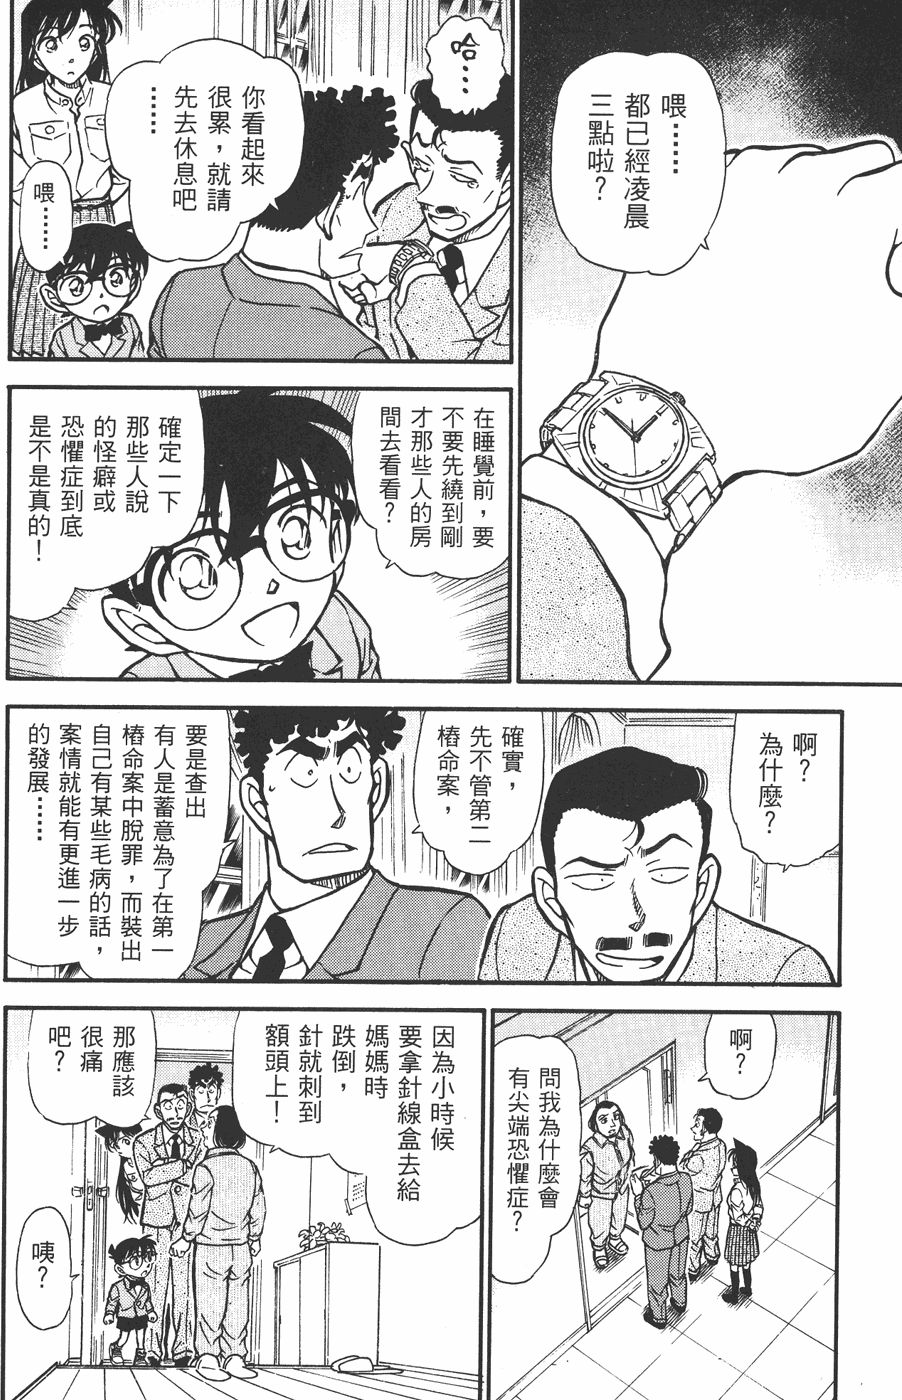 喂……
都已經凌晨
三點啦？
哈…
你看起來
很累，就請
先去休息吧
……
喂……
在睡覺前，要
不要先繞到剛
才那些人的房
間去看看？
確定一下
那些人說
的怪癖或
恐懼症到底
是不是真的！
啊？
為什麼？
確實，
先不管第二
樁命案，
要是查出
有人是蓄意為了在第一
樁命案中脫罪，而裝出
自己有某些毛病的話，
案情就能有更進一步
的發展……
啊？
問我為什麼會
有尖端恐懼症？
因為小時候
要拿針線盒去給
媽媽時
跌倒，
針就刺到
額頭上！
那應該
很痛
吧？
咦？